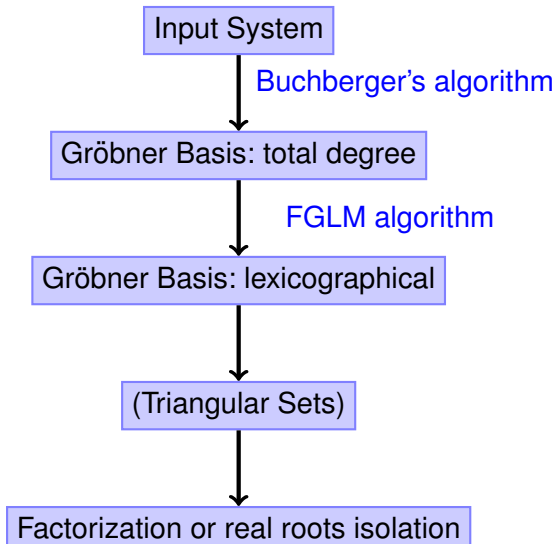 Input System
Buchberger's algorithm
Gröbner Basis: total degree
FGLM algorithm
Gröbner Basis: lexicographical
(Triangular Sets)
Factorization or real roots isolation